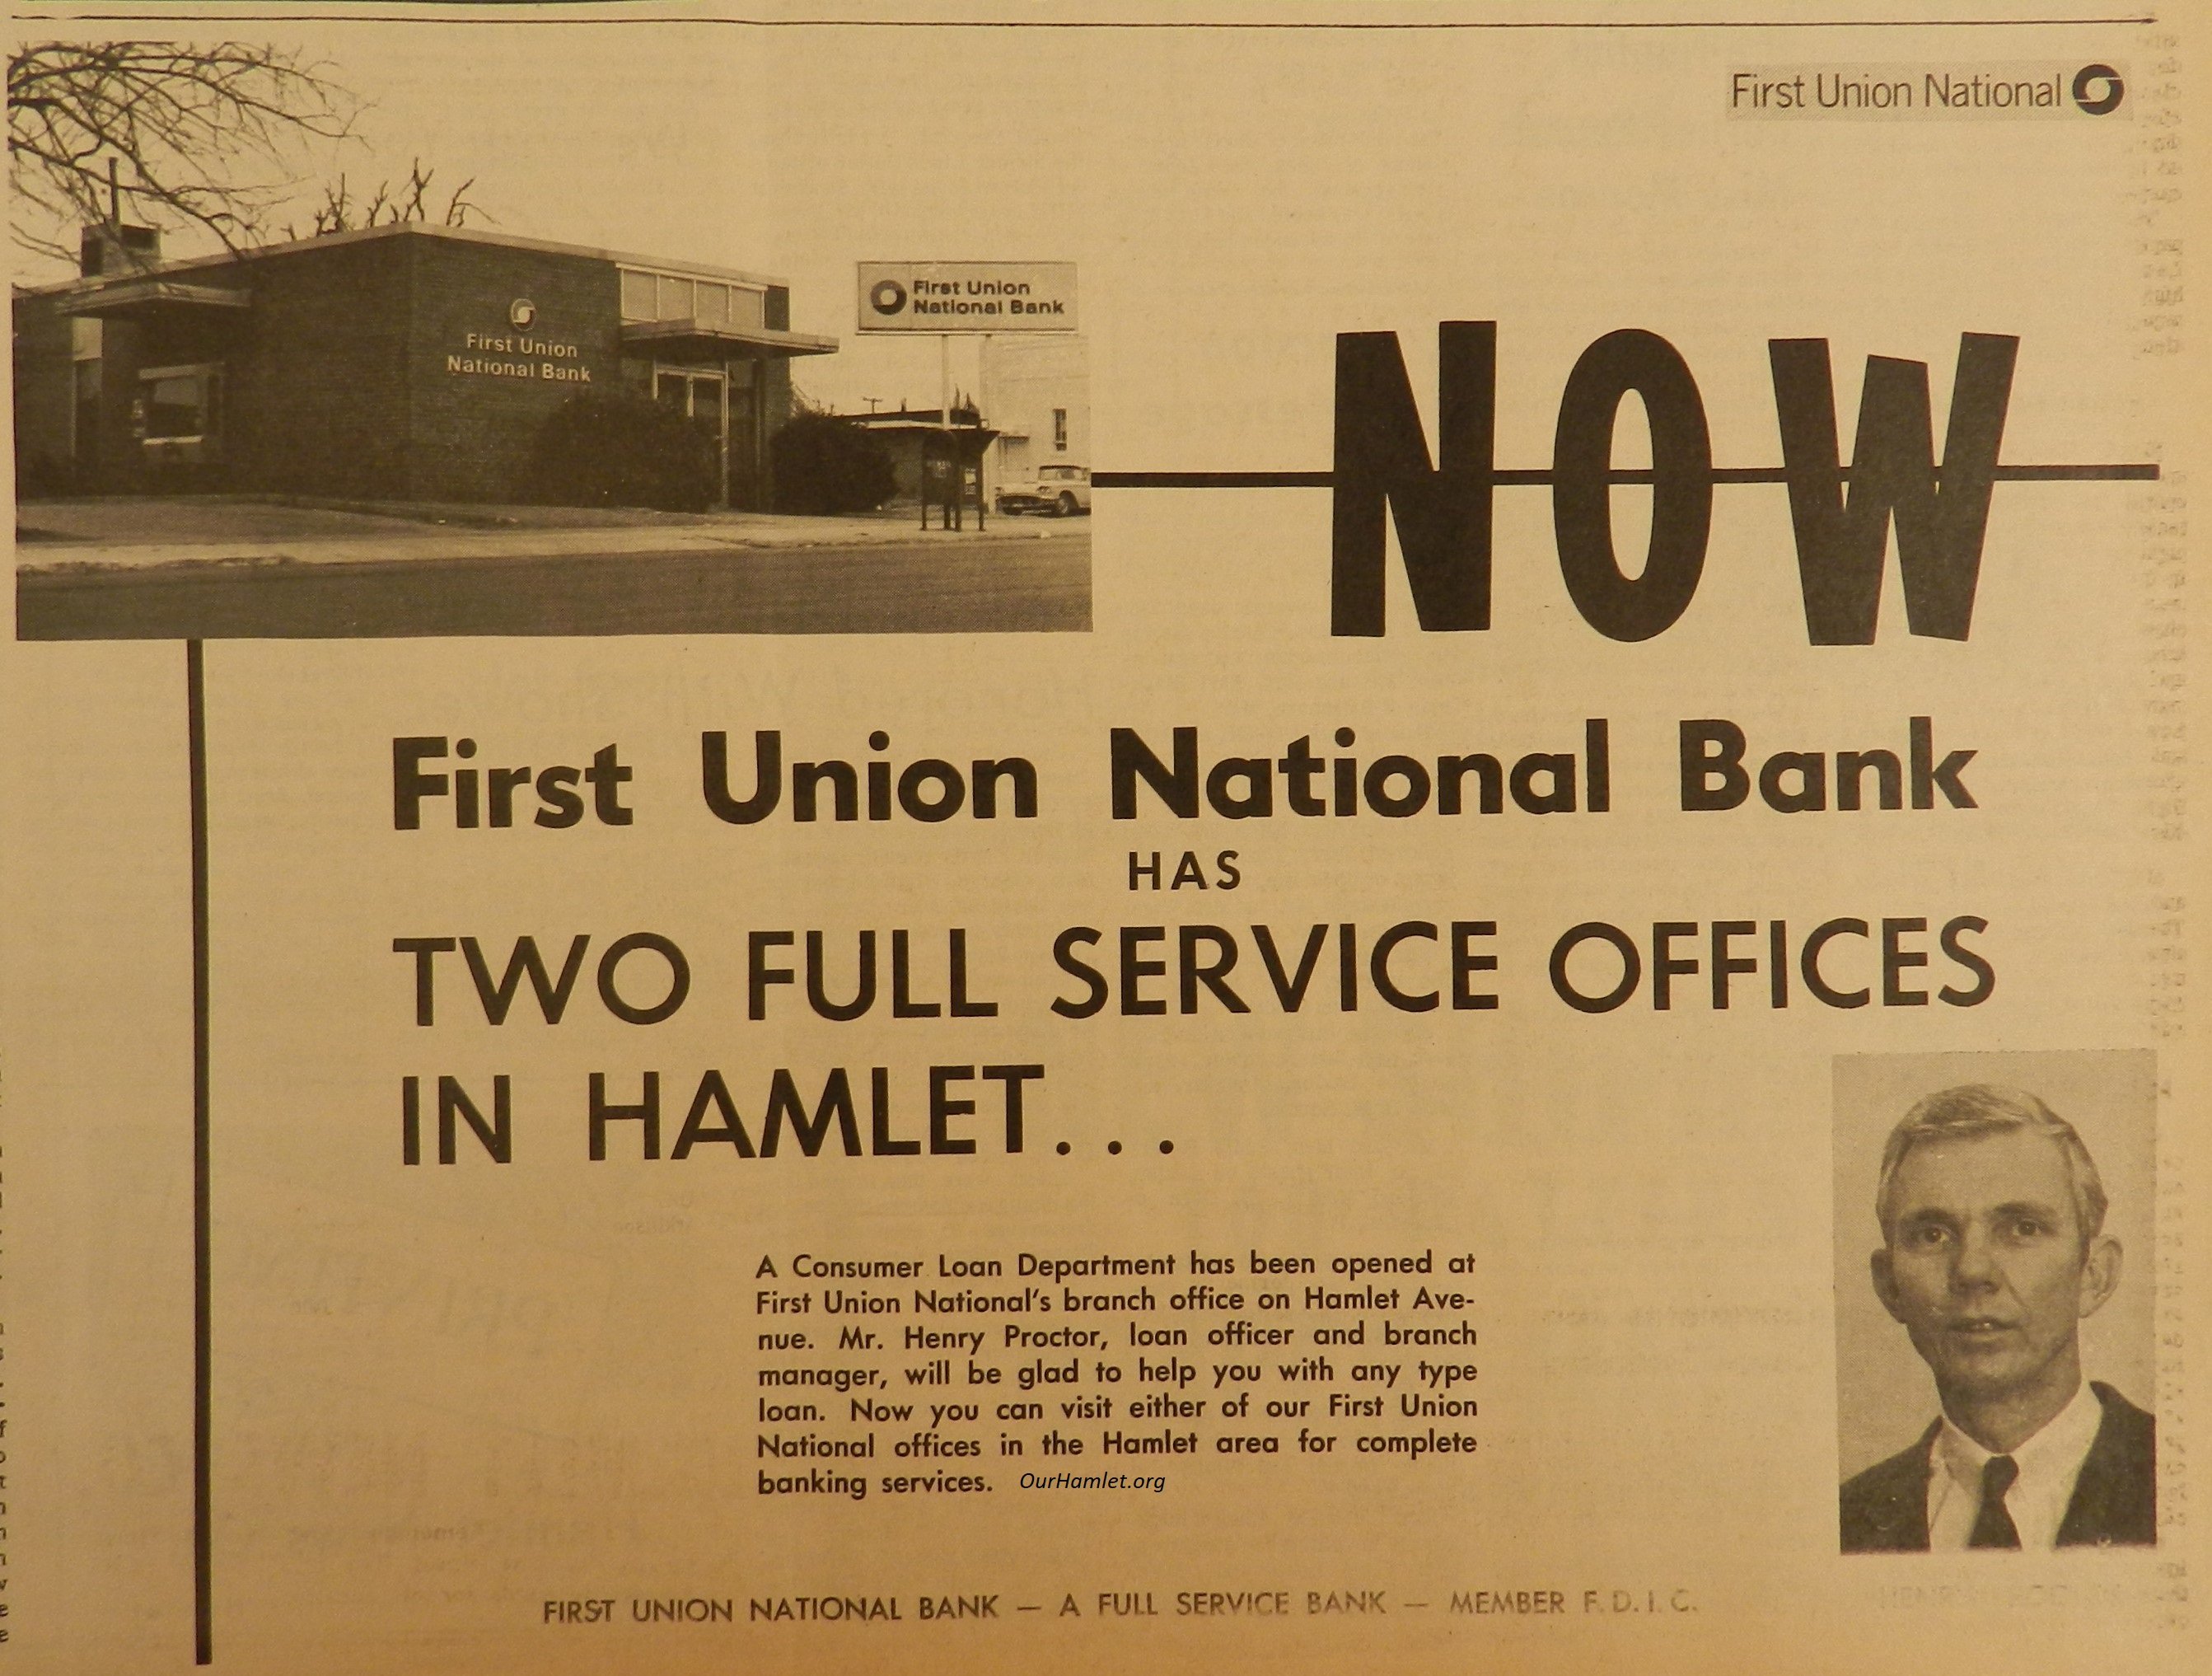 First Union National
First Union
National Bank
First Union
National Bank
NOW
First Union National Bank
HAS
TWO FULL SERVICE OFFICES
IN HAMLET...
A Consumer Loan Department has been opened at
First Union National's branch office on Hamlet Ave-
nue. Mr. Henry Proctor, loan officer and branch
manager, will be glad to help you with any type
loan. Now you can visit either of our First Union
National offices in the Hamlet area for complete
banking services. OurHamlet.org
FIRST UNION NATIONAL BANK — A FULL SERVICE BANK — MEMBER F.D.I.C.